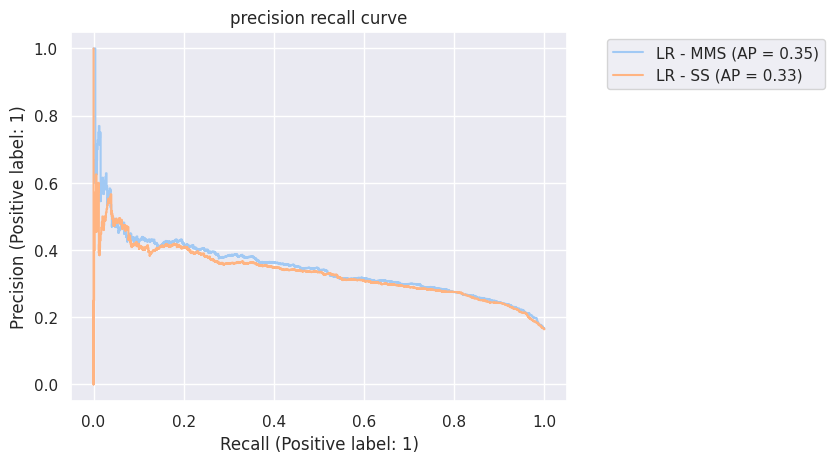 precision recall curve
LR - MMS (AP = 0.35)
LR - SS (AP = 0.33)
Precision (Positive label: 1)
1.0
0.8
0.6
0.4
0.2
0.0
0.0 0.2 0.4 0.6 0.8 1.0
Recall (Positive label: 1)